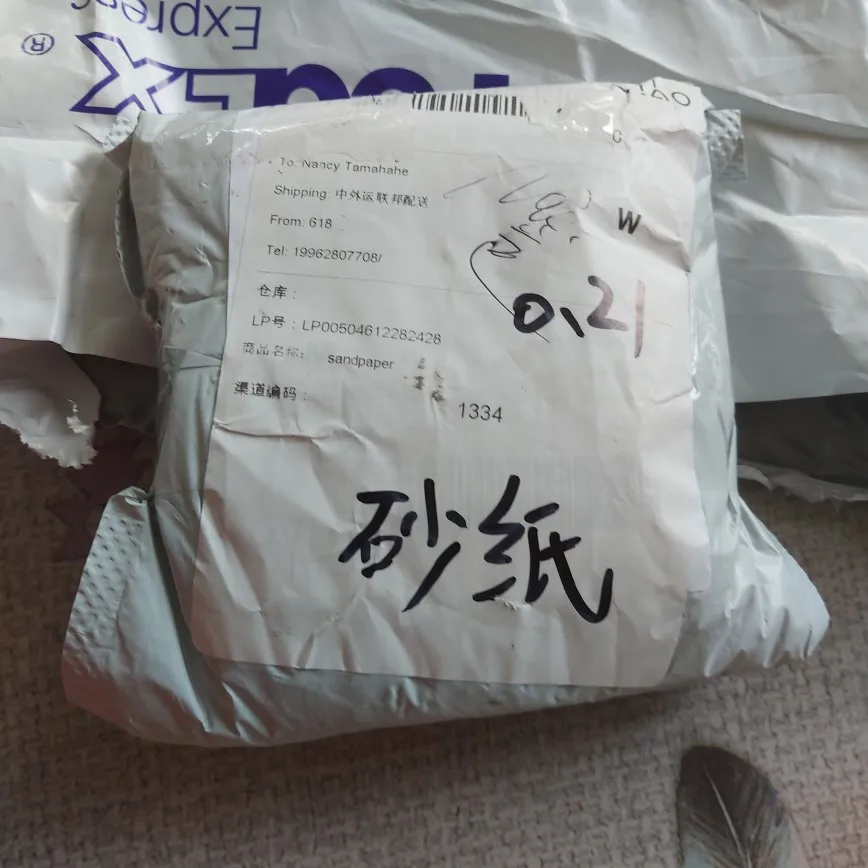 Express
®
To: Nancy Tamahahe
Shipping: 中外运联邦配送
From: 618
Tel: 19962807708/
W
C
0.21
仓库：
LP号：LP00504612282428
商品名称： sandpaper
渠道编码：
1334
砂纸